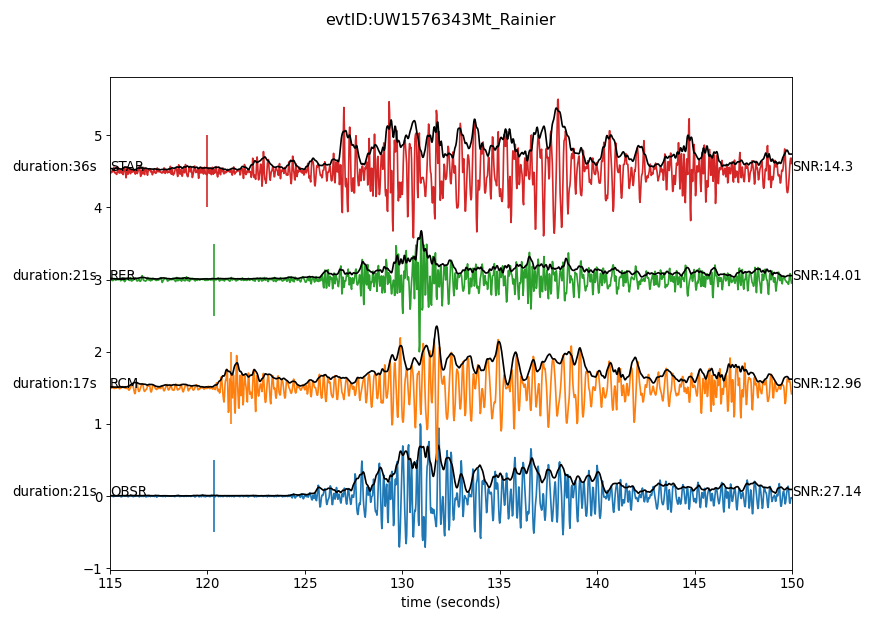 evtID:UW1576343Mt_Rainier
5
duration:36s STAR SNR:14.3
4
duration:21s 3 RER SNR:14.01
2
duration:17s RCM SNR:12.96
1
duration:21s 0 OBSR SNR:27.14
−1
115 120 125 130 135 140 145 150
time (seconds)